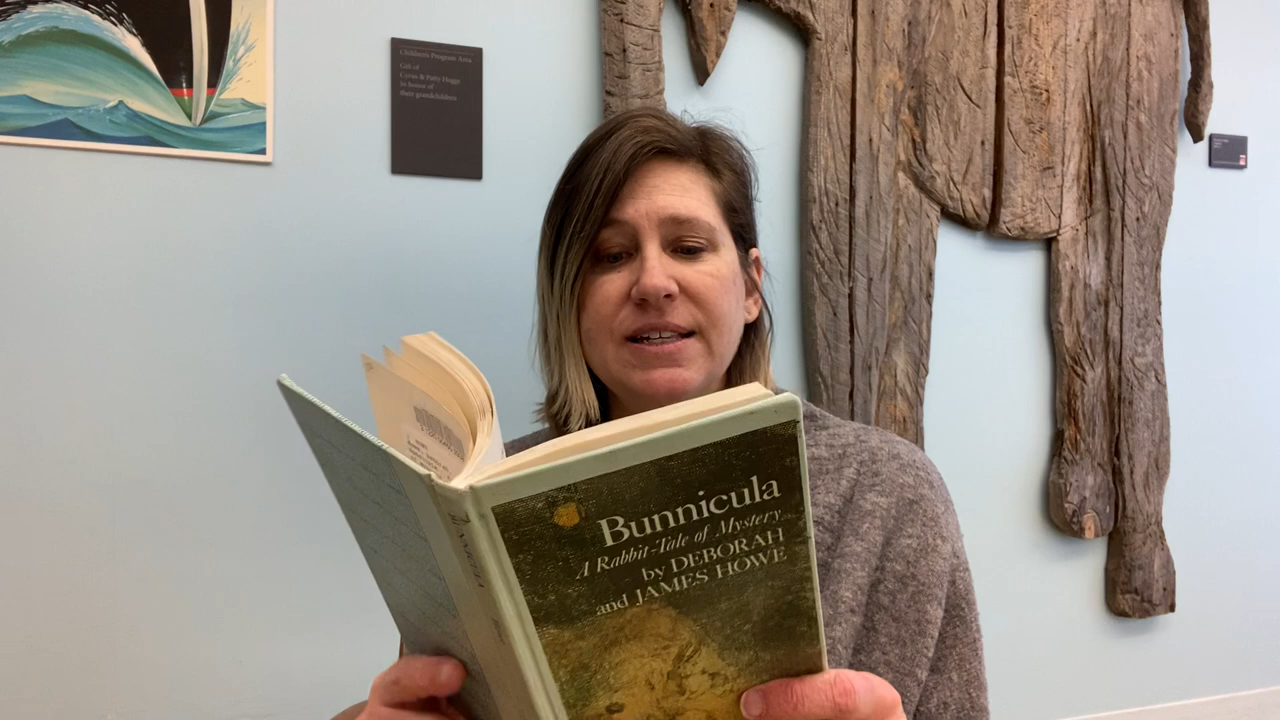 Children's Program Area
Gift of
Cyrus & Patty Huggs
In honor of
their grandchildren
Bunnicula
A Rabbit-Tale of Mystery
by DEBORAH
and JAMES HOWE